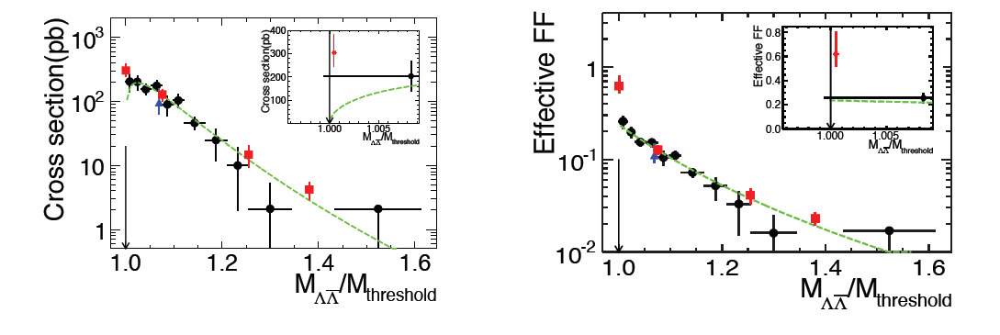 Cross section(pb)
10³
10²
10
1
1.0 1.2 1.4 1.6
M_ΛΛ̅/M_threshold
Cross section(pb)
400
300
200
100
1.000 1.005
M_ΛΛ̅/M_threshold
Effective FF
1
10⁻¹
10⁻²
1.0 1.2 1.4 1.6
M_ΛΛ̅/M_threshold
Effective FF
0.8
0.6
0.4
0.2
0.0
1.000 1.005
M_ΛΛ̅/M_threshold